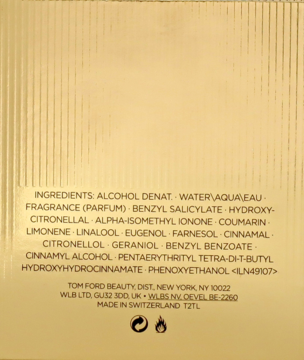 INGREDIENTS: ALCOHOL DENAT. · WATER\AQUA\EAU ·
FRAGRANCE (PARFUM) · BENZYL SALICYLATE · HYDROXY-
CITRONELLAL · ALPHA-ISOMETHYL IONONE · COUMARIN ·
LIMONENE · LINALOOL · EUGENOL · FARNESOL · CINNAMAL ·
CITRONELLOL · GERANIOL · BENZYL BENZOATE ·
CINNAMYL ALCOHOL · PENTAERYTHRITYL TETRA-DI-T-BUTYL
HYDROXYHYDROCINNAMATE · PHENOXYETHANOL <ILN49107>
TOM FORD BEAUTY, DIST., NEW YORK, NY 10022
WLB LTD, GU32 3DD, UK • WLBS NV, OEVEL BE-2260
MADE IN SWITZERLAND T2TL